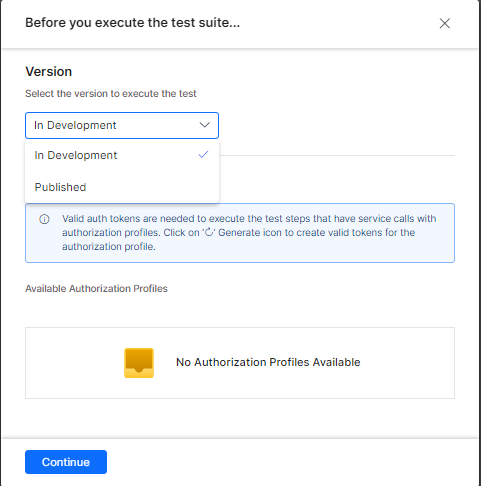 Before you execute the test suite...
Version
Select the version to execute the test
In Development
In Development
Published
Valid auth tokens are needed to execute the test steps that have service calls with
authorization profiles. Click on '↻' Generate icon to create valid tokens for the
authorization profile.
Available Authorization Profiles
No Authorization Profiles Available
Continue